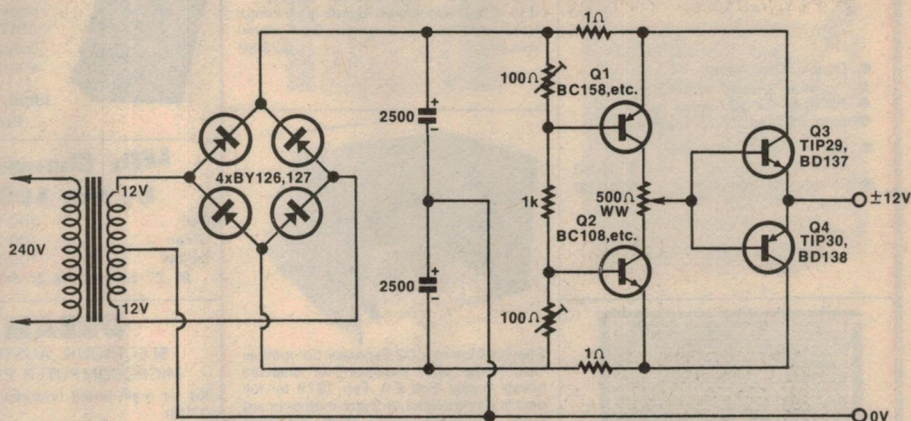 1Ω
100Ω
Q1
BC158,etc.
2500
+
−
4xBY126,127
12V
240V
12V
1k
500Ω
WW
Q2
BC108,etc.
Q3
TIP29,
BD137
±12V
Q4
TIP30,
BD138
2500
+
−
100Ω
1Ω
0V